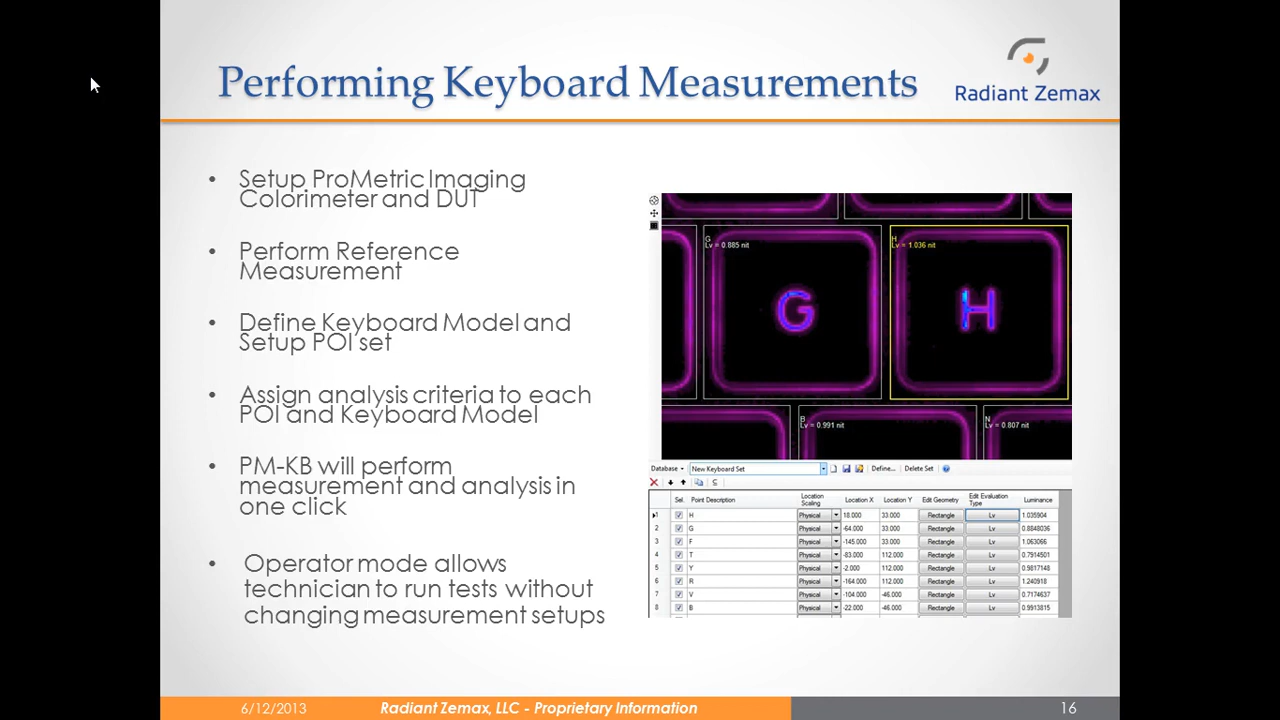 Performing Keyboard Measurements
Radiant Zemax
• Setup ProMetric Imaging
Colorimeter and DUT
• Perform Reference
Measurement
• Define Keyboard Model and
Setup POI set
• Assign analysis criteria to each
POI and Keyboard Model
• PM-KB will perform
measurement and analysis in
one click
• Operator mode allows
technician to run tests without
changing measurement setups
G
Lv = 0.885 nit
H
Lv = 1.036 nit
G
H
B
Lv = 0.991 nit
N
Lv = 0.807 nit
Database New Keyboard Set Define... Delete Set
Sel. Point Description Location Scaling Location X Location Y Edit Geometry Edit Evaluation Type Luminance
1 H Physical 18.000 33.000 Rectangle Lv 1.035904
2 G Physical -64.000 33.000 Rectangle Lv 0.8848036
3 F Physical -145.000 33.000 Rectangle Lv 1.063066
4 T Physical -83.000 112.000 Rectangle Lv 0.7914501
5 Y Physical -2.000 112.000 Rectangle Lv 0.9817148
6 R Physical -164.000 112.000 Rectangle Lv 1.240918
7 V Physical -104.000 -46.000 Rectangle Lv 0.7174637
8 B Physical -22.000 -46.000 Rectangle Lv 0.9913815
6/12/2013 Radiant Zemax, LLC - Proprietary Information 16